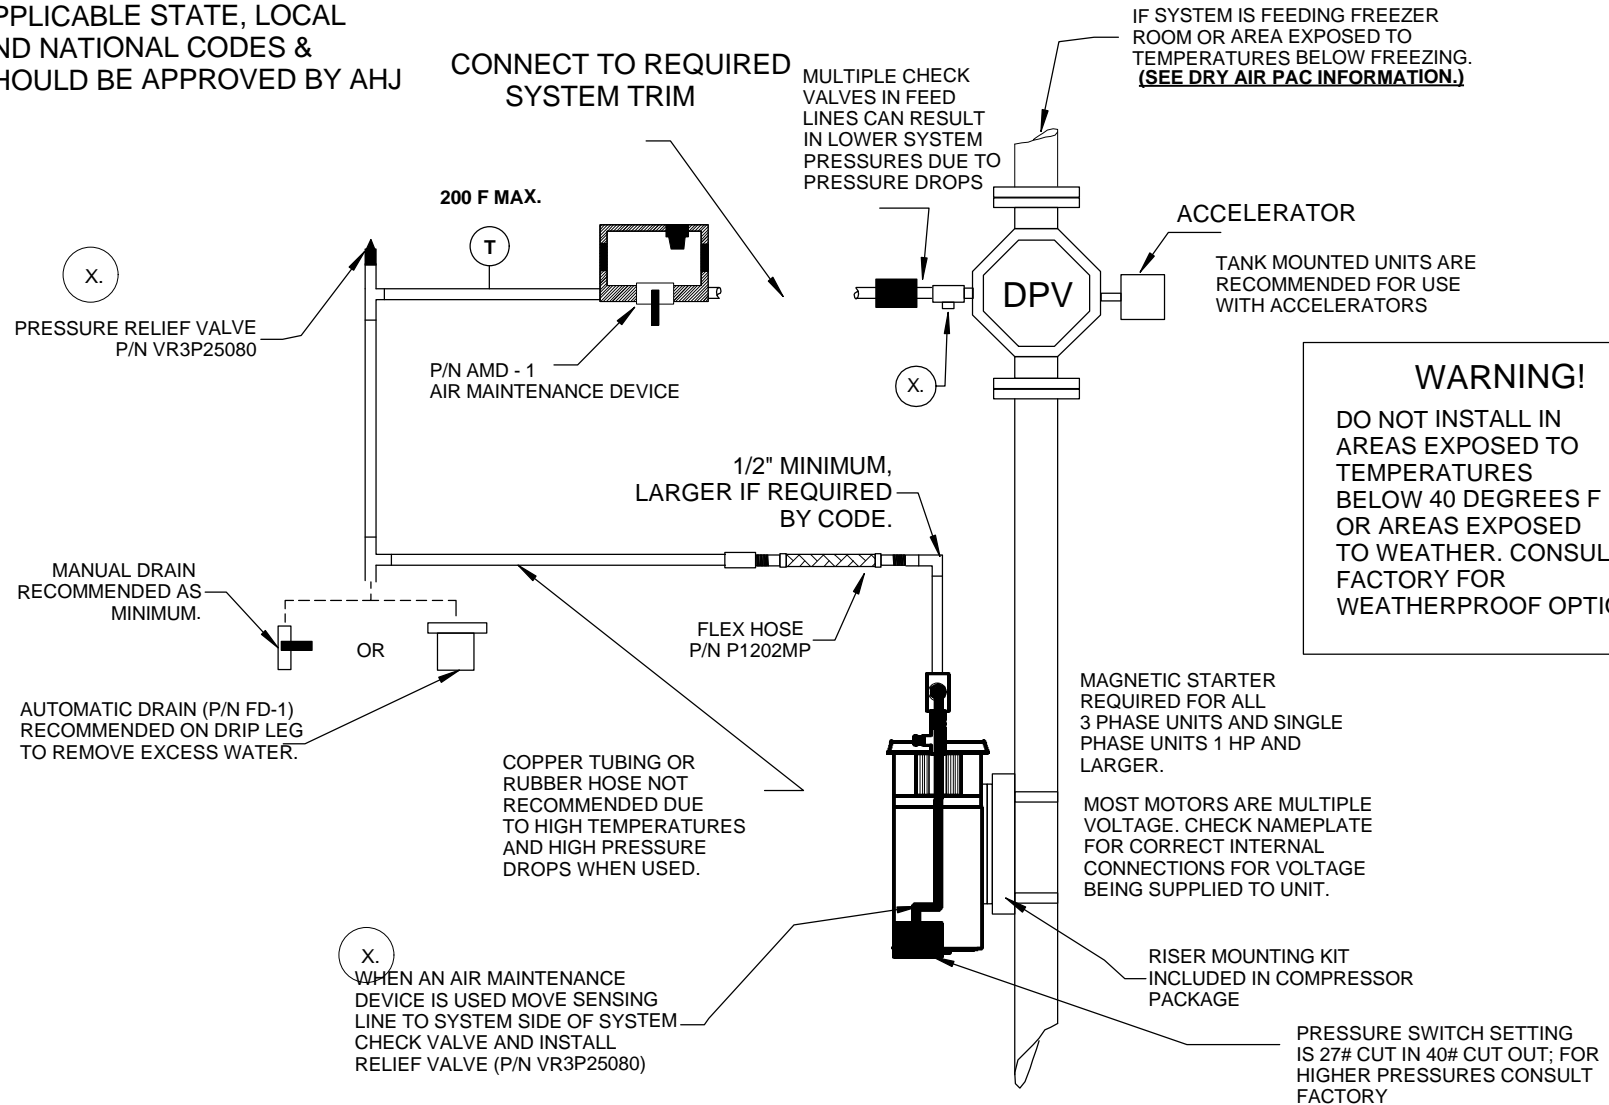 PPLICABLE STATE, LOCAL
ND NATIONAL CODES &
HOULD BE APPROVED BY AHJ
CONNECT TO REQUIRED
SYSTEM TRIM
MULTIPLE CHECK
VALVES IN FEED
LINES CAN RESULT
IN LOWER SYSTEM
PRESSURES DUE TO
PRESSURE DROPS
IF SYSTEM IS FEEDING FREEZER
ROOM OR AREA EXPOSED TO
TEMPERATURES BELOW FREEZING.
(SEE DRY AIR PAC INFORMATION.)
200 F MAX.
T
X.
PRESSURE RELIEF VALVE
P/N VR3P25080
P/N AMD - 1
AIR MAINTENANCE DEVICE
DPV
X.
ACCELERATOR
TANK MOUNTED UNITS ARE
RECOMMENDED FOR USE
WITH ACCELERATORS
WARNING!
DO NOT INSTALL IN
AREAS EXPOSED TO
TEMPERATURES
BELOW 40 DEGREES F
OR AREAS EXPOSED
TO WEATHER. CONSUL
FACTORY FOR
WEATHERPROOF OPTIO
1/2" MINIMUM,
LARGER IF REQUIRED
BY CODE.
MANUAL DRAIN
RECOMMENDED AS
MINIMUM.
OR
FLEX HOSE
P/N P1202MP
AUTOMATIC DRAIN (P/N FD-1)
RECOMMENDED ON DRIP LEG
TO REMOVE EXCESS WATER.
COPPER TUBING OR
RUBBER HOSE NOT
RECOMMENDED DUE
TO HIGH TEMPERATURES
AND HIGH PRESSURE
DROPS WHEN USED.
MAGNETIC STARTER
REQUIRED FOR ALL
3 PHASE UNITS AND SINGLE
PHASE UNITS 1 HP AND
LARGER.
MOST MOTORS ARE MULTIPLE
VOLTAGE. CHECK NAMEPLATE
FOR CORRECT INTERNAL
CONNECTIONS FOR VOLTAGE
BEING SUPPLIED TO UNIT.
X.
WHEN AN AIR MAINTENANCE
DEVICE IS USED MOVE SENSING
LINE TO SYSTEM SIDE OF SYSTEM
CHECK VALVE AND INSTALL
RELIEF VALVE (P/N VR3P25080)
RISER MOUNTING KIT
INCLUDED IN COMPRESSOR
PACKAGE
PRESSURE SWITCH SETTING
IS 27# CUT IN 40# CUT OUT; FOR
HIGHER PRESSURES CONSULT
FACTORY